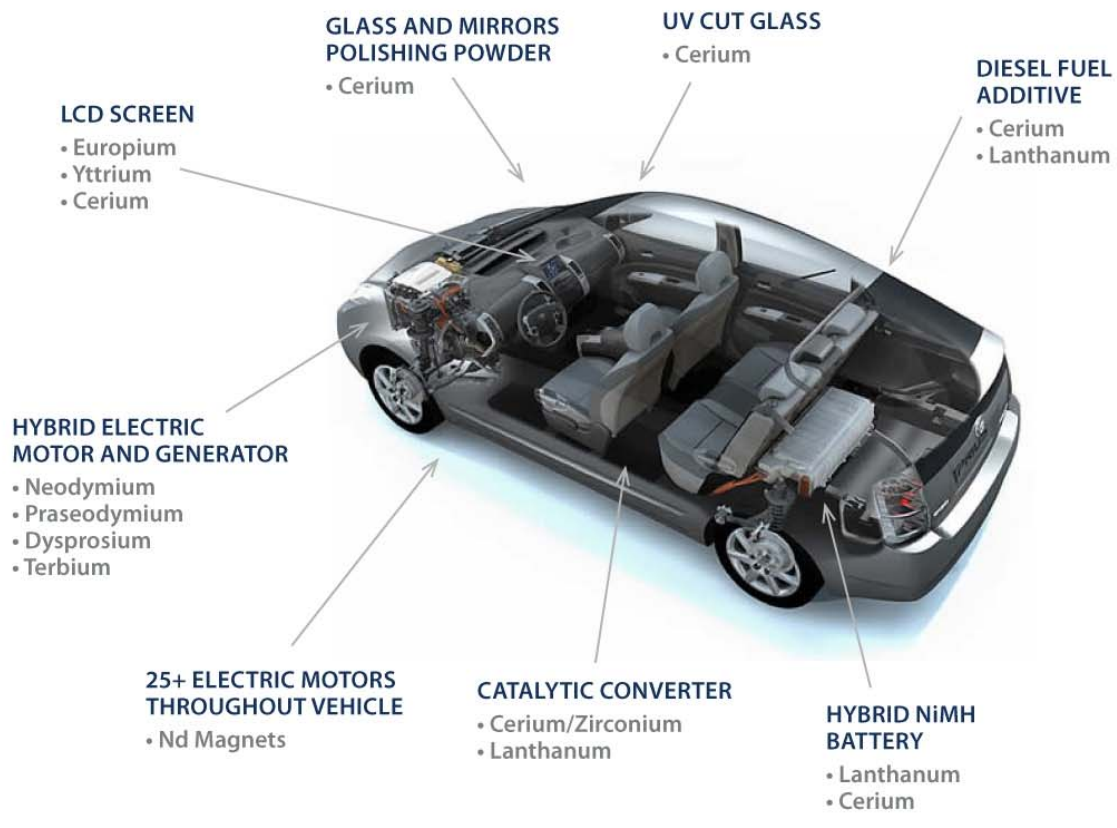 GLASS AND MIRRORS
POLISHING POWDER
• Cerium
UV CUT GLASS
• Cerium
DIESEL FUEL
ADDITIVE
• Cerium
• Lanthanum
LCD SCREEN
• Europium
• Yttrium
• Cerium
HYBRID ELECTRIC
MOTOR AND GENERATOR
• Neodymium
• Praseodymium
• Dysprosium
• Terbium
25+ ELECTRIC MOTORS
THROUGHOUT VEHICLE
• Nd Magnets
CATALYTIC CONVERTER
• Cerium/Zirconium
• Lanthanum
HYBRID NiMH
BATTERY
• Lanthanum
• Cerium